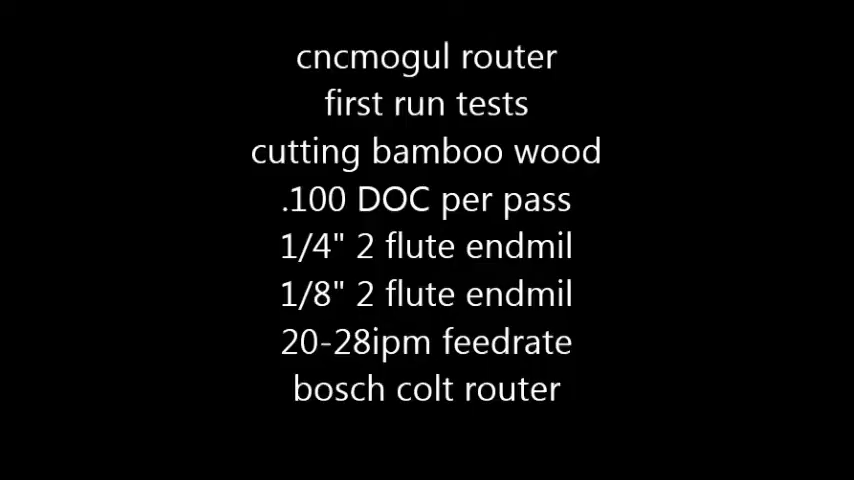 cncmogul router
first run tests
cutting bamboo wood
.100 DOC per pass
1/4" 2 flute endmil
1/8" 2 flute endmil
20-28ipm feedrate
bosch colt router